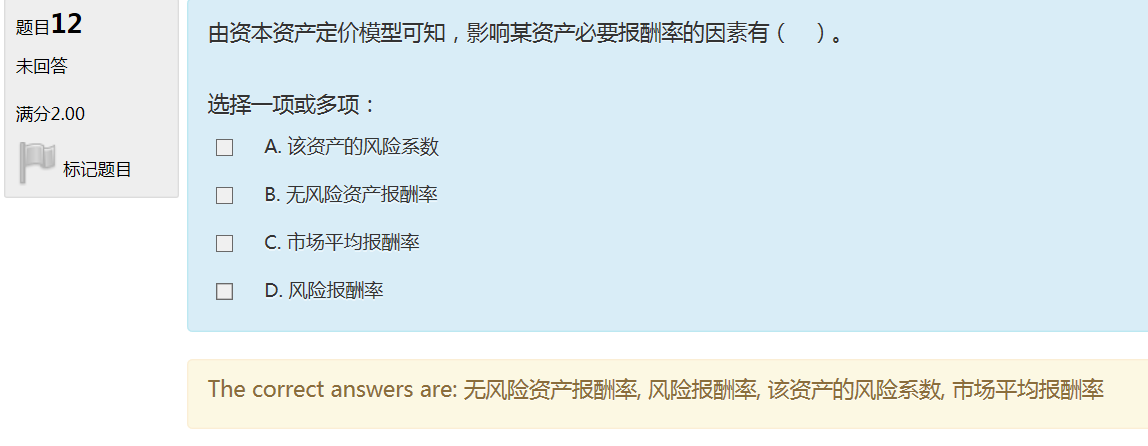 题目12
未回答
满分2.00
标记题目
由资本资产定价模型可知，影响某资产必要报酬率的因素有（　）。
选择一项或多项：
A. 该资产的风险系数
B. 无风险资产报酬率
C. 市场平均报酬率
D. 风险报酬率
The correct answers are: 无风险资产报酬率, 风险报酬率, 该资产的风险系数, 市场平均报酬率